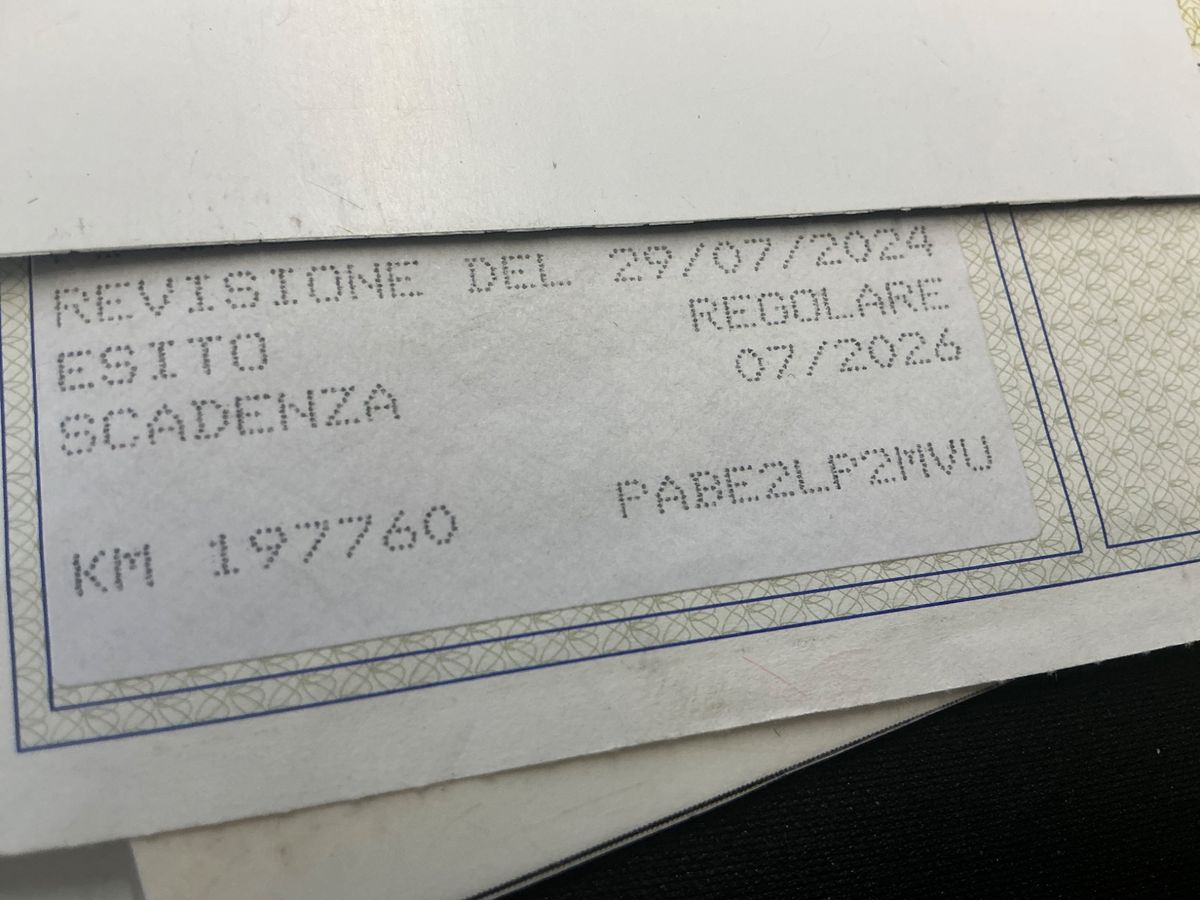 REVISIONE DEL 29/07/2024
ESITO REGOLARE
SCADENZA 07/2026
KM 197760 PABE2LP2MVU